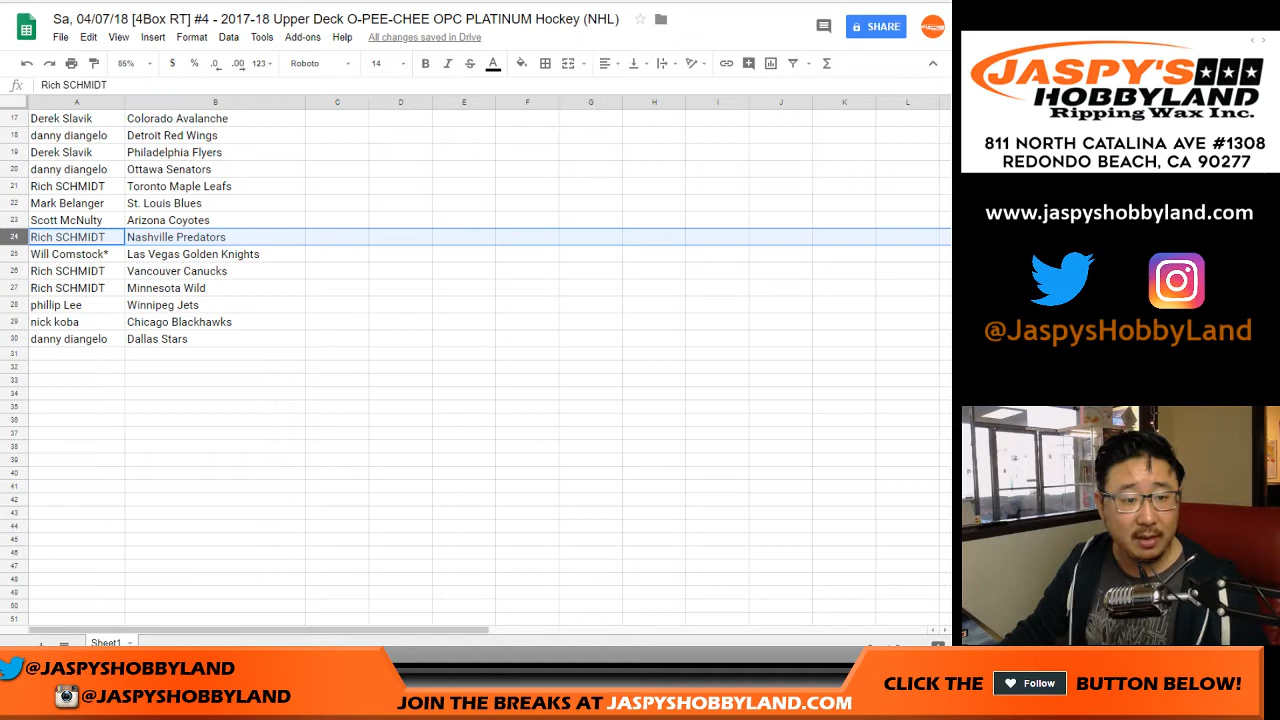 Sa, 04/07/18 [4Box RT] #4 - 2017-18 Upper Deck O-PEE-CHEE OPC PLATINUM Hockey (NHL)
File Edit View Insert Format Data Tools Add-ons Help All changes saved in Drive
SHARE
85% $ % .0 .00 123 Roboto 14 B I S A
fx Rich SCHMIDT
A B C D E F G H I J K L
17 Derek Slavik Colorado Avalanche
18 danny diangelo Detroit Red Wings
19 Derek Slavik Philadelphia Flyers
20 danny diangelo Ottawa Senators
21 Rich SCHMIDT Toronto Maple Leafs
22 Mark Belanger St. Louis Blues
23 Scott McNulty Arizona Coyotes
24 Rich SCHMIDT Nashville Predators
25 Will Comstock* Las Vegas Golden Knights
26 Rich SCHMIDT Vancouver Canucks
27 Rich SCHMIDT Minnesota Wild
28 phillip Lee Winnipeg Jets
29 nick koba Chicago Blackhawks
30 danny diangelo Dallas Stars
31
32
33
34
35
36
37
38
39
40
41
42
43
44
45
46
47
48
49
50
51
Sheet1
JASPY'S
HOBBYLAND
Ripping Wax Inc.
811 NORTH CATALINA AVE #1308
REDONDO BEACH, CA 90277
www.jaspyshobbyland.com
@JaspysHobbyLand
@JASPYSHOBBYLAND
@JASPYSHOBBYLAND
JOIN THE BREAKS AT JASPYSHOBBYLAND.COM
CLICK THE Follow BUTTON BELOW!